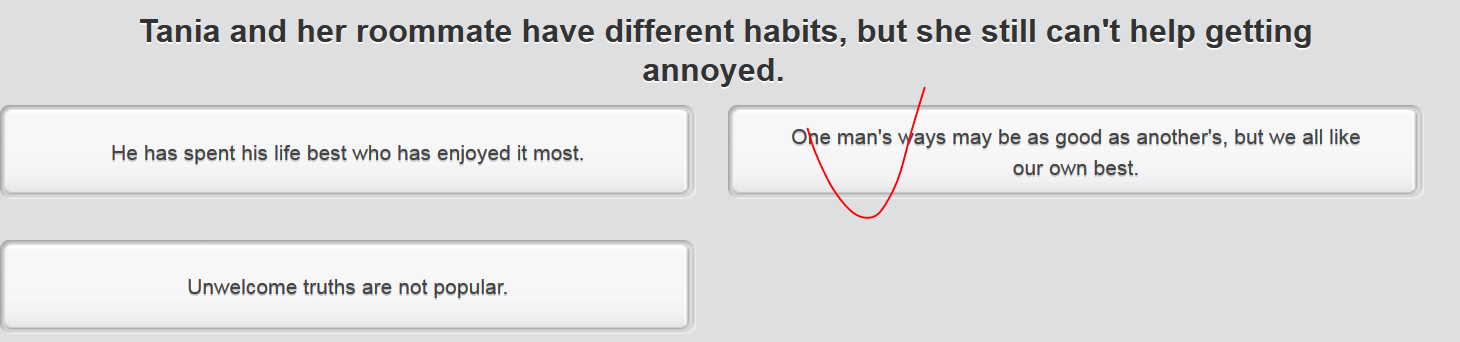 Tania and her roommate have different habits, but she still can't help getting
annoyed.
He has spent his life best who has enjoyed it most.
One man's ways may be as good as another's, but we all like
our own best.
Unwelcome truths are not popular.